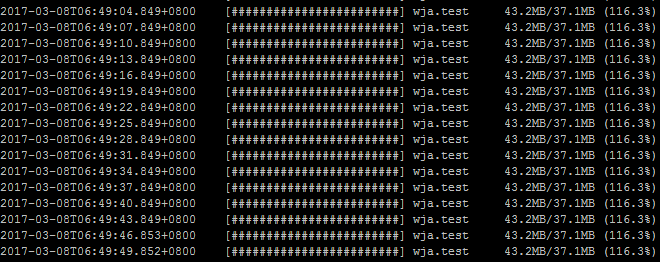 2017-03-08T06:49:04.849+0800 [########################] wja.test 43.2MB/37.1MB (116.3%)
2017-03-08T06:49:07.849+0800 [########################] wja.test 43.2MB/37.1MB (116.3%)
2017-03-08T06:49:10.849+0800 [########################] wja.test 43.2MB/37.1MB (116.3%)
2017-03-08T06:49:13.849+0800 [########################] wja.test 43.2MB/37.1MB (116.3%)
2017-03-08T06:49:16.849+0800 [########################] wja.test 43.2MB/37.1MB (116.3%)
2017-03-08T06:49:19.849+0800 [########################] wja.test 43.2MB/37.1MB (116.3%)
2017-03-08T06:49:22.849+0800 [########################] wja.test 43.2MB/37.1MB (116.3%)
2017-03-08T06:49:25.849+0800 [########################] wja.test 43.2MB/37.1MB (116.3%)
2017-03-08T06:49:28.849+0800 [########################] wja.test 43.2MB/37.1MB (116.3%)
2017-03-08T06:49:31.849+0800 [########################] wja.test 43.2MB/37.1MB (116.3%)
2017-03-08T06:49:34.849+0800 [########################] wja.test 43.2MB/37.1MB (116.3%)
2017-03-08T06:49:37.849+0800 [########################] wja.test 43.2MB/37.1MB (116.3%)
2017-03-08T06:49:40.849+0800 [########################] wja.test 43.2MB/37.1MB (116.3%)
2017-03-08T06:49:43.849+0800 [########################] wja.test 43.2MB/37.1MB (116.3%)
2017-03-08T06:49:46.853+0800 [########################] wja.test 43.2MB/37.1MB (116.3%)
2017-03-08T06:49:49.852+0800 [########################] wja.test 43.2MB/37.1MB (116.3%)